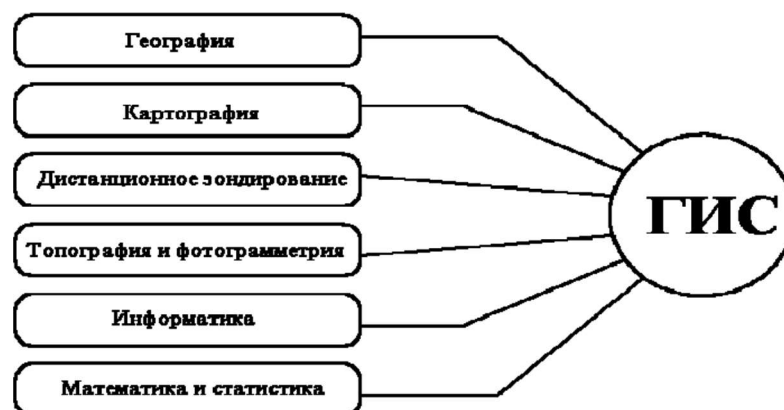 География
Картография
Дистанционное зондирование
Топография и фотограмметрия
Информатика
Математика и статистика
ГИС